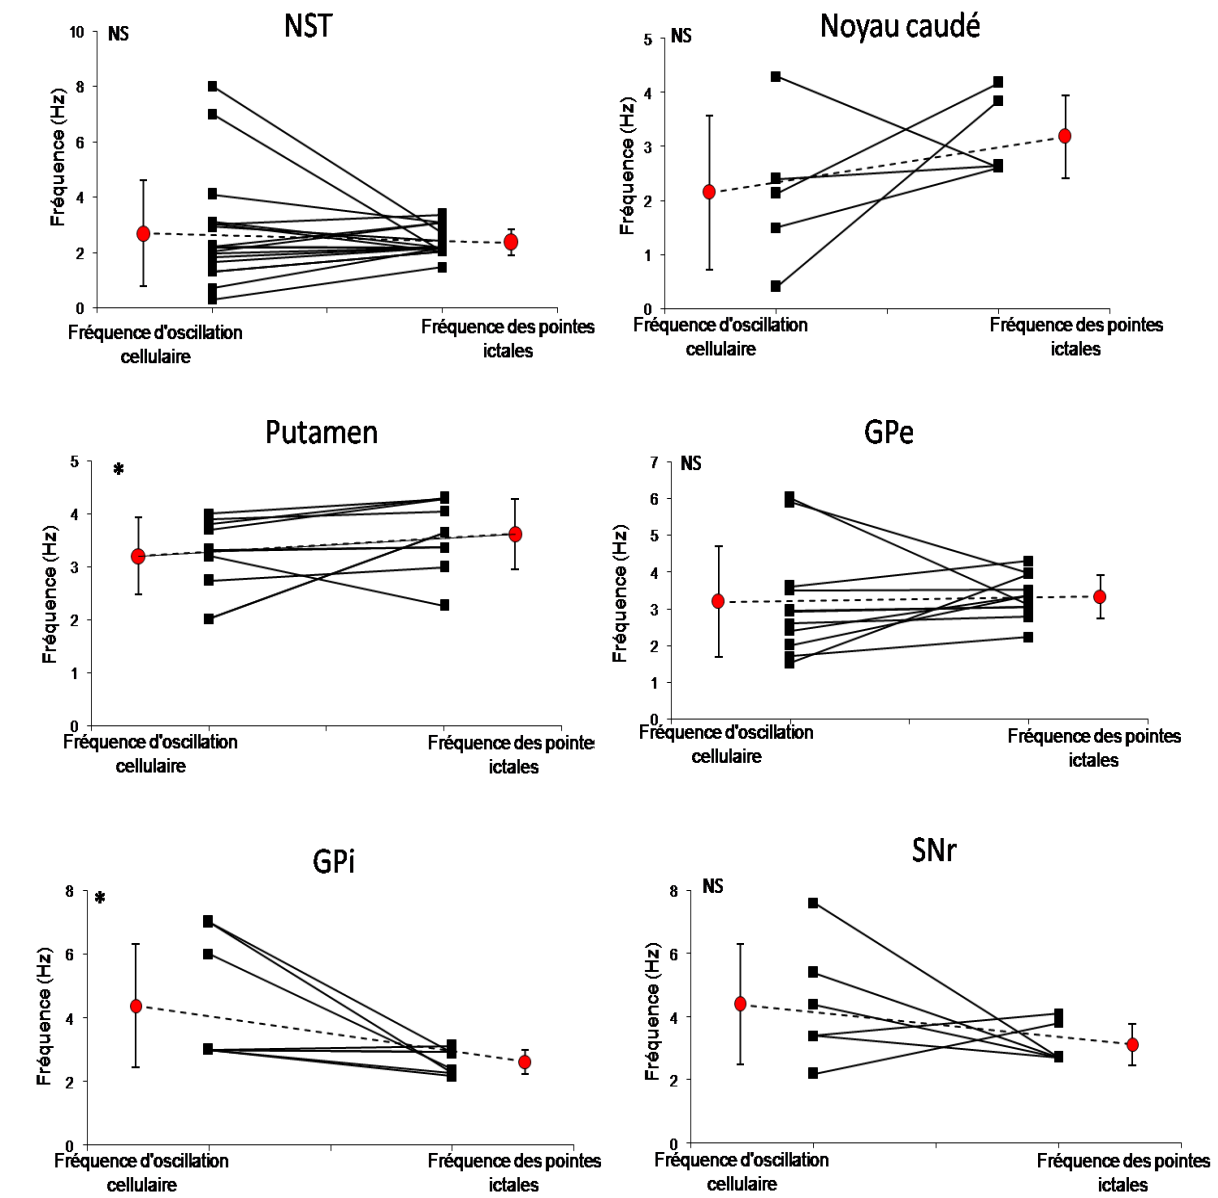 NST
NS
Fréquence (Hz)
10
8
6
4
2
0
Fréquence d'oscillation
cellulaire
Fréquence des pointes
ictales
Noyau caudé
NS
Fréquence (Hz)
5
4
3
2
1
0
Fréquence d'oscillation
cellulaire
Fréquence des pointes
ictales
Putamen
*
Fréquence (Hz)
5
4
3
2
1
0
Fréquence d'oscillation
cellulaire
Fréquence des pointes
ictales
GPe
NS
Fréquence (Hz)
7
6
5
4
3
2
1
0
Fréquence d'oscillation
cellulaire
Fréquence des pointes
ictales
GPi
*
Fréquence (Hz)
8
6
4
2
0
Fréquence d'oscillation
cellulaire
Fréquence des pointes
ictales
SNr
NS
Fréquence (Hz)
8
6
4
2
0
Fréquence d'oscillation
cellulaire
Fréquence des pointes
ictales